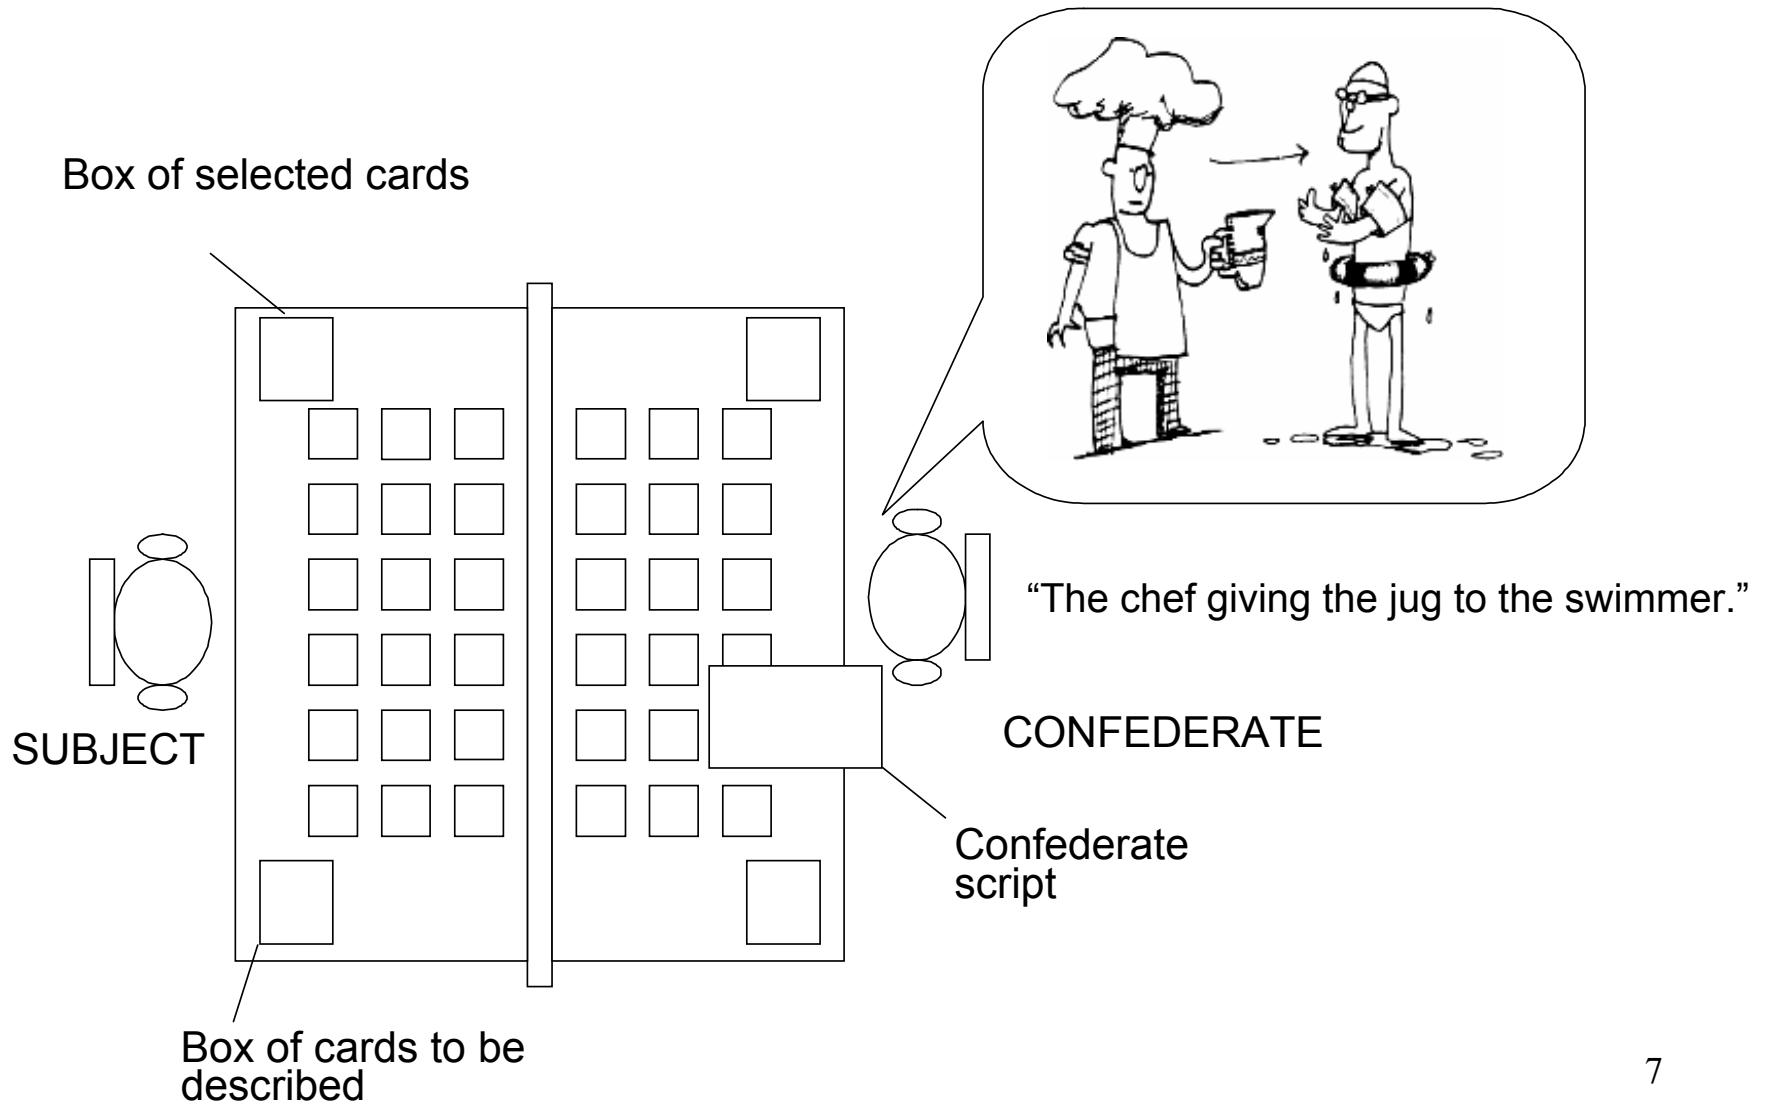 Box of selected cards
“The chef giving the jug to the swimmer.”
SUBJECT
CONFEDERATE
Confederate
script
Box of cards to be
described
7